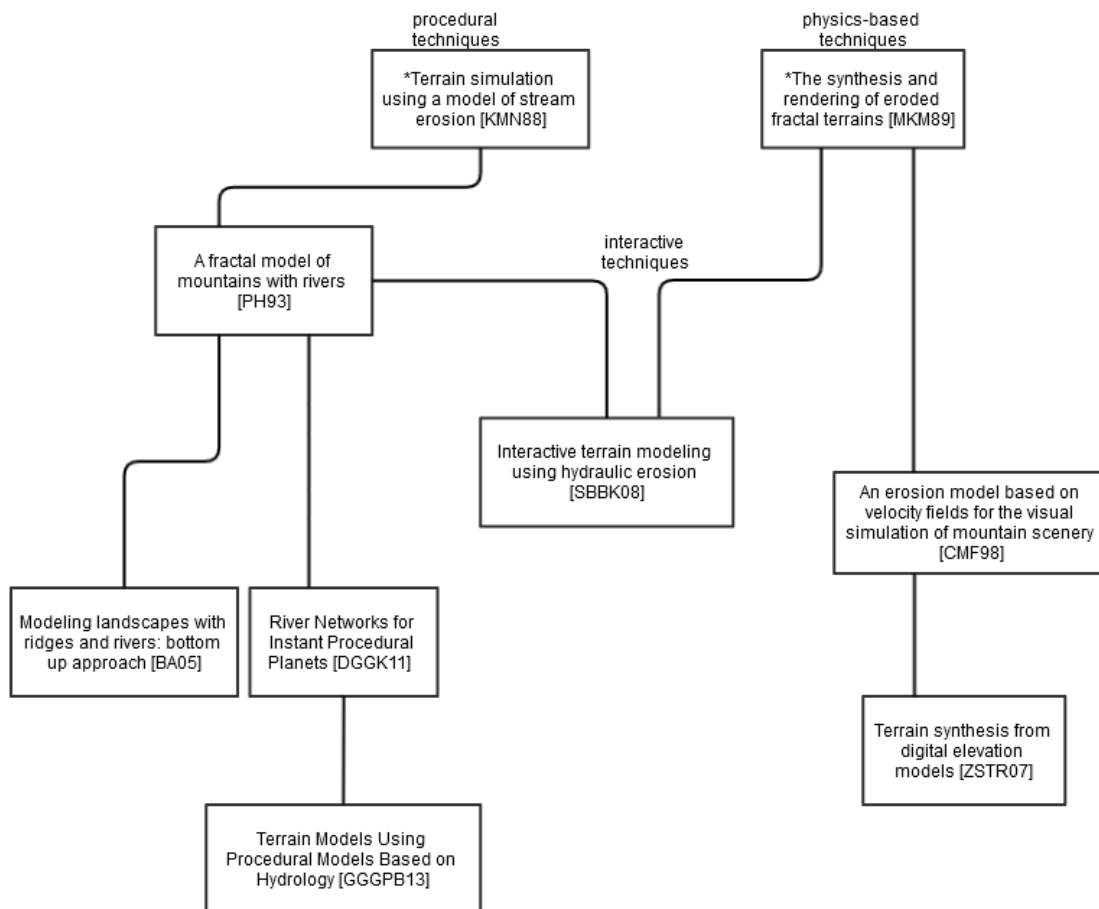 procedural
techniques
*Terrain simulation
using a model of stream
erosion [KMN88]
physics-based
techniques
*The synthesis and
rendering of eroded
fractal terrains [MKM89]
A fractal model of
mountains with rivers
[PH93]
interactive
techniques
Interactive terrain modeling
using hydraulic erosion
[SBBK08]
An erosion model based on
velocity fields for the visual
simulation of mountain scenery
[CMF98]
Modeling landscapes with
ridges and rivers: bottom
up approach [BA05]
River Networks for
Instant Procedural
Planets [DGGK11]
Terrain synthesis from
digital elevation
models [ZSTR07]
Terrain Models Using
Procedural Models Based on
Hydrology [GGGPB13]